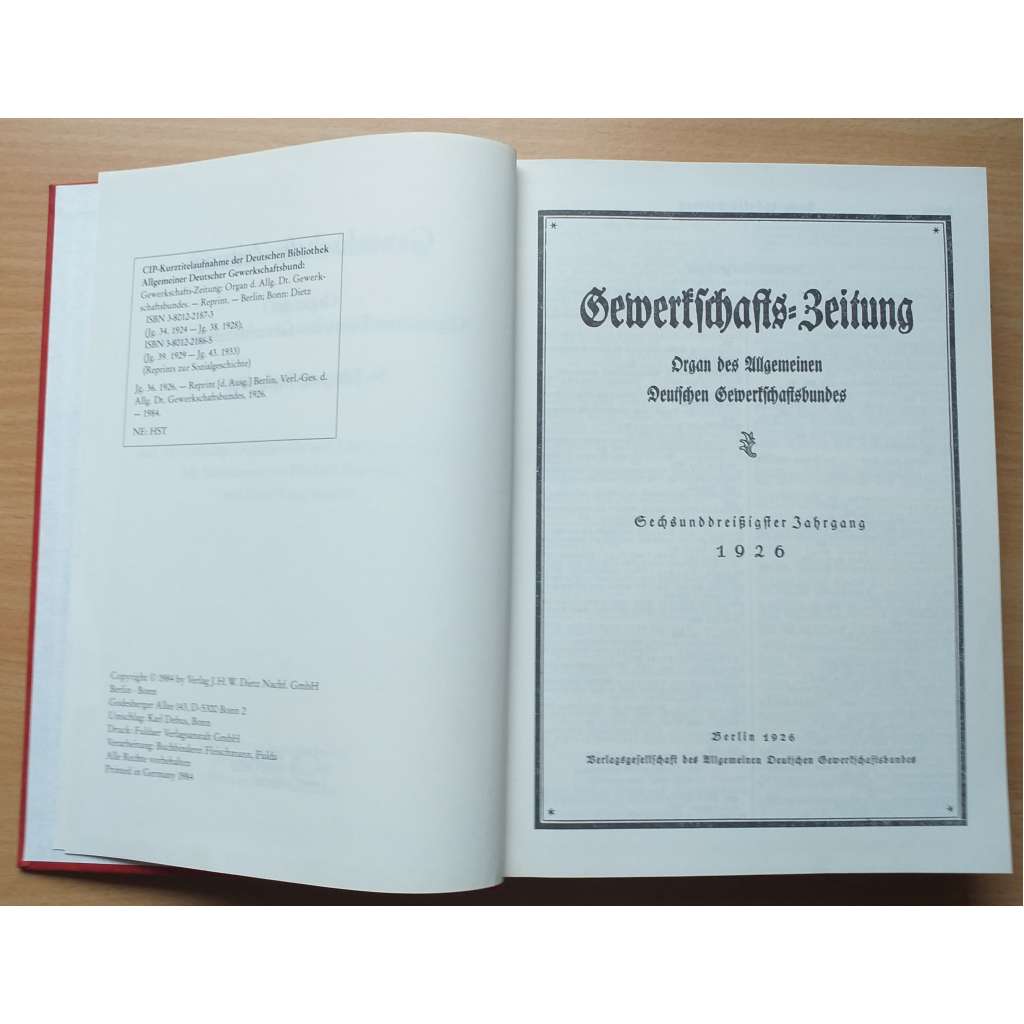 CIP-Kurztitelaufnahme der Deutschen Bibliothek
Allgemeiner Deutscher Gewerkschaftsbund:
Gewerkschafts-Zeitung: Organ d. Allg. Dt. Gewerk-
schaftsbundes. – Reprint. – Berlin; Bonn: Dietz
ISBN 3-8012-2187-3
(Jg. 34. 1924 – Jg. 38. 1928);
ISBN 3-8012-2186-5
(Jg. 39. 1929 – Jg. 43. 1933)
(Reprints zur Sozialgeschichte)
Jg. 36. 1926. – Reprint [d. Ausg.] Berlin, Verl.-Ges. d.
Allg. Dt. Gewerkschaftsbundes, 1926.
– 1984.
NE: HST
Copyright © 1984 by Verlag J. H. W. Dietz Nachf. GmbH
Berlin · Bonn
Godesberger Allee 143, D-5300 Bonn 2
Umschlag: Karl Debus, Bonn
Druck: Fuldaer Verlagsanstalt GmbH
Verarbeitung: Buchbinderei Fleischmann, Fulda
Alle Rechte vorbehalten
Printed in Germany 1984
Gewerkschafts-Zeitung
Organ des Allgemeinen
Deutschen Gewerkschaftsbundes
Sechsunddreißigster Jahrgang
1926
Berlin 1926
Verlagsgesellschaft des Allgemeinen Deutschen Gewerkschaftsbundes